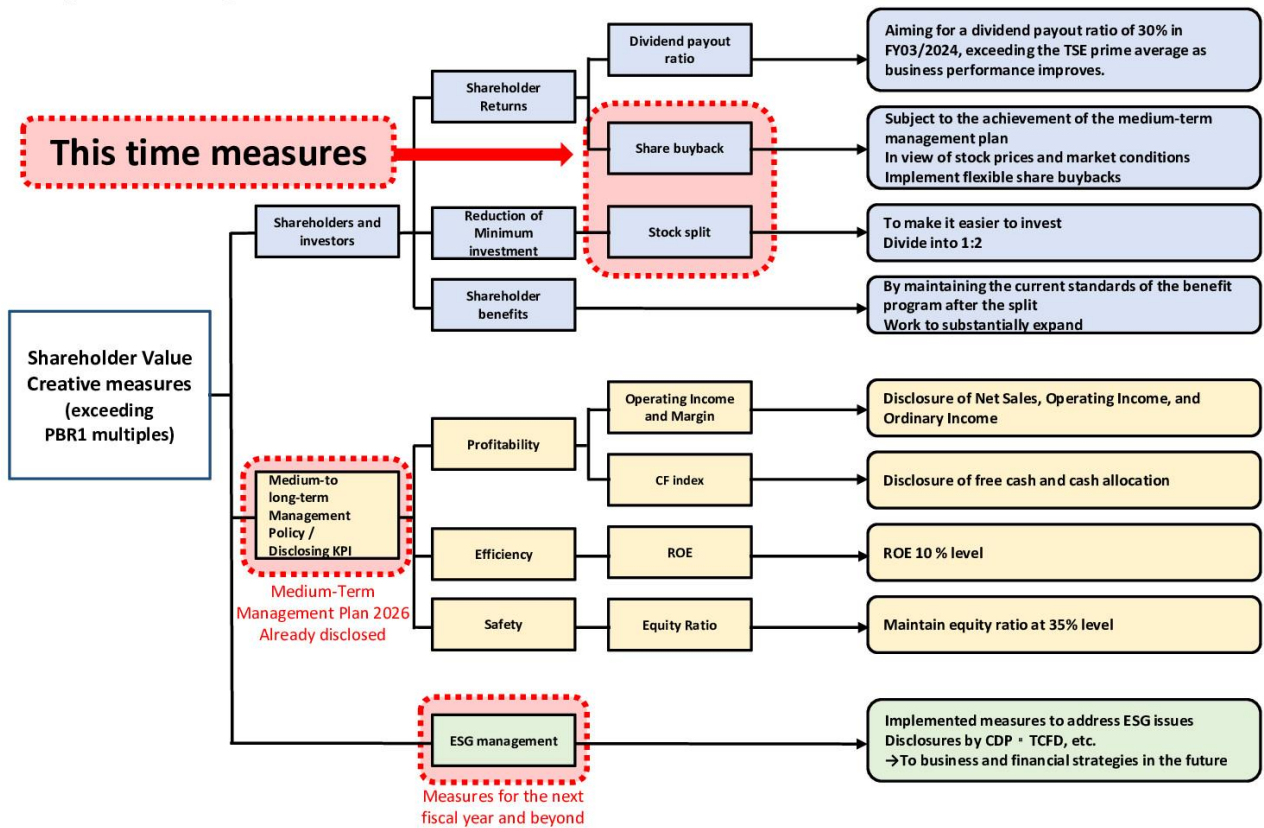 This time measures
Shareholder Value
Creative measures
(exceeding
PBR1 multiples)
Shareholders and
investors
Shareholder
Returns
Dividend payout
ratio
Aiming for a dividend payout ratio of 30% in
FY03/2024, exceeding the TSE prime average as
business performance improves.
Share buyback
Subject to the achievement of the medium-term
management plan
In view of stock prices and market conditions
Implement flexible share buybacks
Reduction of
Minimum
investment
Stock split
To make it easier to invest
Divide into 1:2
Shareholder
benefits
By maintaining the current standards of the benefit
program after the split
Work to substantially expand
Medium-to
long-term
Management
Policy /
Disclosing KPI
Medium-Term
Management Plan 2026
Already disclosed
Profitability
Operating Income
and Margin
Disclosure of Net Sales, Operating Income, and
Ordinary Income
CF index
Disclosure of free cash and cash allocation
Efficiency
ROE
ROE 10 % level
Safety
Equity Ratio
Maintain equity ratio at 35% level
ESG management
Measures for the next
fiscal year and beyond
Implemented measures to address ESG issues
Disclosures by CDP・TCFD, etc.
→To business and financial strategies in the future